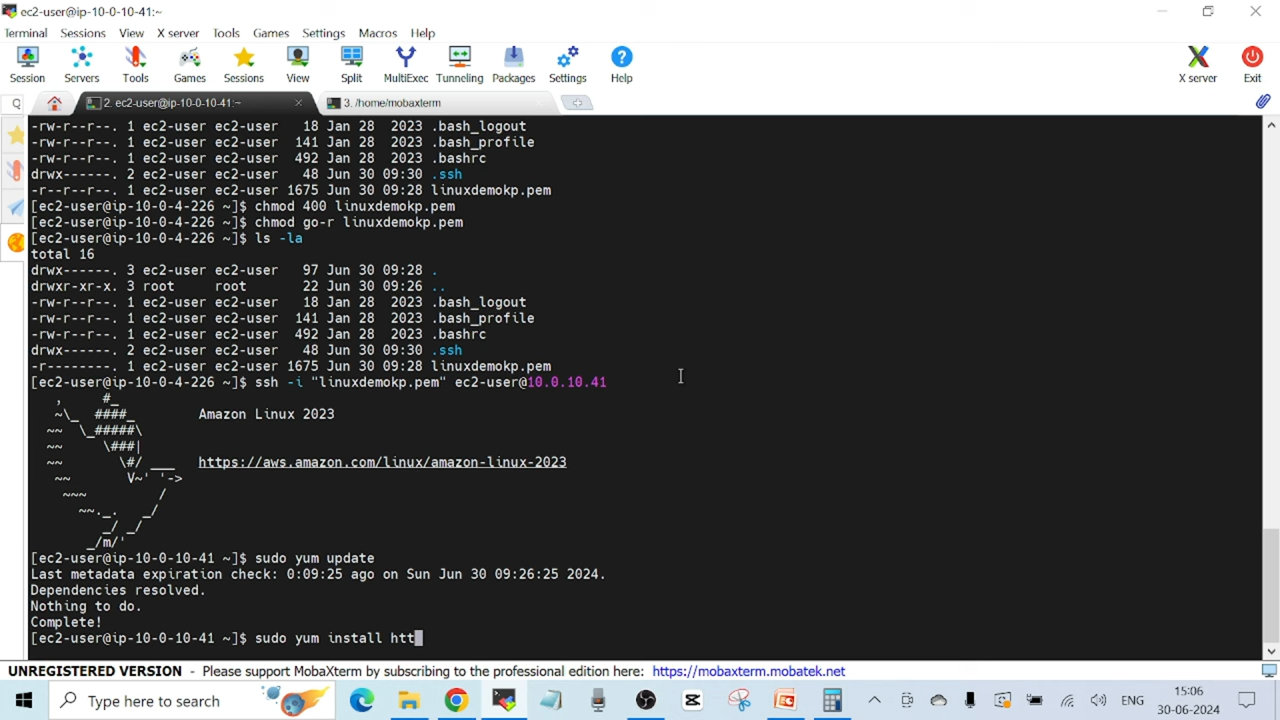 ec2-user@ip-10-0-10-41:~
Terminal Sessions View X server Tools Games Settings Macros Help
Session Servers Tools Games Sessions View Split MultiExec Tunneling Packages Settings Help X server Exit
2. ec2-user@ip-10-0-10-41:~ 3. /home/mobaxterm
-rw-r--r--. 1 ec2-user ec2-user   18 Jan 28  2023 .bash_logout
-rw-r--r--. 1 ec2-user ec2-user  141 Jan 28  2023 .bash_profile
-rw-r--r--. 1 ec2-user ec2-user  492 Jan 28  2023 .bashrc
drwx------. 2 ec2-user ec2-user   48 Jun 30 09:30 .ssh
-r--r--r--. 1 ec2-user ec2-user 1675 Jun 30 09:28 linuxdemokp.pem
[ec2-user@ip-10-0-4-226 ~]$ chmod 400 linuxdemokp.pem
[ec2-user@ip-10-0-4-226 ~]$ chmod go-r linuxdemokp.pem
[ec2-user@ip-10-0-4-226 ~]$ ls -la
total 16
drwx------. 3 ec2-user ec2-user   97 Jun 30 09:28 .
drwxr-xr-x. 3 root     root       22 Jun 30 09:26 ..
-rw-r--r--. 1 ec2-user ec2-user   18 Jan 28  2023 .bash_logout
-rw-r--r--. 1 ec2-user ec2-user  141 Jan 28  2023 .bash_profile
-rw-r--r--. 1 ec2-user ec2-user  492 Jan 28  2023 .bashrc
drwx------. 2 ec2-user ec2-user   48 Jun 30 09:30 .ssh
-r--------. 1 ec2-user ec2-user 1675 Jun 30 09:28 linuxdemokp.pem
[ec2-user@ip-10-0-4-226 ~]$ ssh -i "linuxdemokp.pem" ec2-user@10.0.10.41
   ,     #_
   ~\_  ####_        Amazon Linux 2023
  ~~  \_#####\
  ~~     \###|
  ~~       \#/ ___   https://aws.amazon.com/linux/amazon-linux-2023
   ~~       V~' '->
    ~~~         /
      ~~._.   _/
         _/ _/
       _/m/'
[ec2-user@ip-10-0-10-41 ~]$ sudo yum update
Last metadata expiration check: 0:09:25 ago on Sun Jun 30 09:26:25 2024.
Dependencies resolved.
Nothing to do.
Complete!
[ec2-user@ip-10-0-10-41 ~]$ sudo yum install htt
UNREGISTERED VERSION - Please support MobaXterm by subscribing to the professional edition here: https://mobaxterm.mobatek.net
Type here to search ENG 15:06
30-06-2024